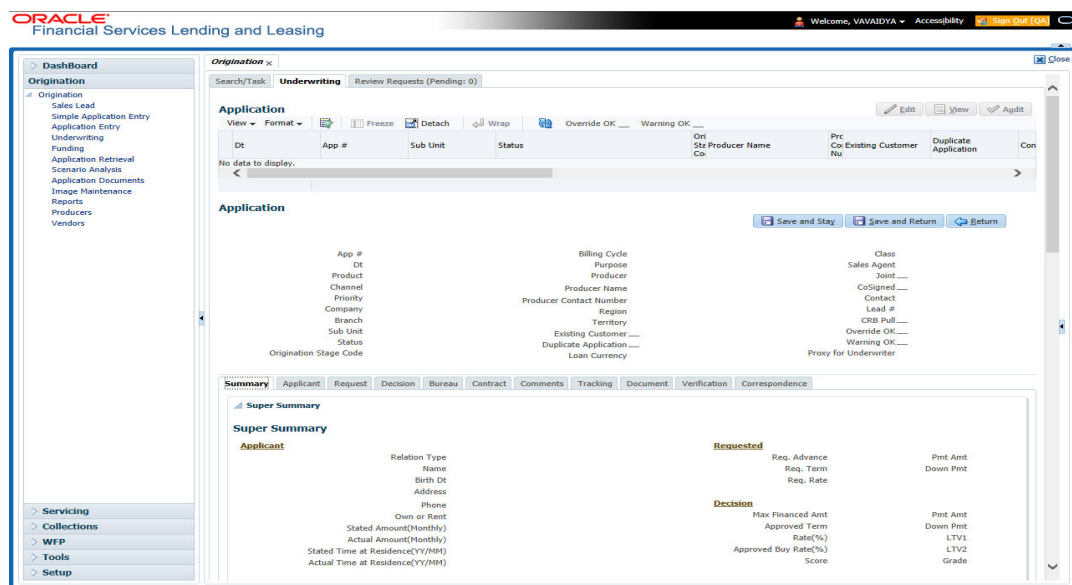 ORACLE
Financial Services Lending and Leasing
Welcome, VAVAIDYA Accessibility Sign Out [QA]
Close
DashBoard
Origination
Origination
Sales Lead
Simple Application Entry
Application Entry
Underwriting
Funding
Application Retrieval
Scenario Analysis
Application Documents
Image Maintenance
Reports
Producers
Vendors
Servicing
Collections
WFP
Tools
Setup
Origination
Search/Task Underwriting Review Requests (Pending: 0)
Application
Edit View Audit
View Format Freeze Detach Wrap Override OK Warning OK
Dt App # Sub Unit Status Ori Sta Co Producer Name Pro Co Nu Existing Customer Duplicate Application Con
No data to display.
Application
Save and Stay Save and Return Return
App # Billing Cycle Class
Dt Purpose Sales Agent
Product Producer Joint
Channel Producer Name CoSigned
Priority Producer Contact Number Contact
Company Region Lead #
Branch Territory CRB Pull
Sub Unit Existing Customer Override OK
Status Duplicate Application Warning OK
Origination Stage Code Loan Currency Proxy for Underwriter
Summary Applicant Request Decision Bureau Contract Comments Tracking Document Verification Correspondence
Super Summary
Super Summary
Applicant Requested
Relation Type Req. Advance Pmt Amt
Name Req. Term Down Pmt
Birth Dt Req. Rate
Address
Phone Decision
Own or Rent Max Financed Amt Pmt Amt
Stated Amount(Monthly) Approved Term Down Pmt
Actual Amount(Monthly) Rate(%) LTV1
Stated Time at Residence(YY/MM) Approved Buy Rate(%) LTV2
Actual Time at Residence(YY/MM) Score Grade